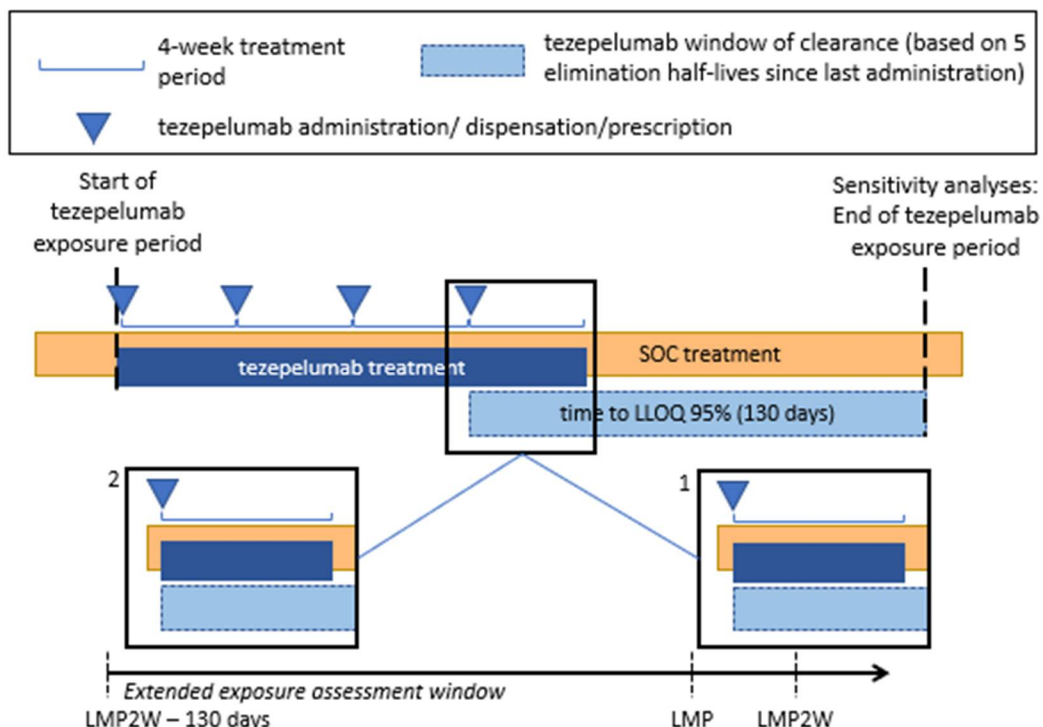 4-week treatment
period
tezepelumab window of clearance (based on 5
elimination half-lives since last administration)
tezepelumab administration/ dispensation/prescription
Start of
tezepelumab
exposure period
Sensitivity analyses:
End of tezepelumab
exposure period
SOC treatment
tezepelumab treatment
time to LLOQ 95% (130 days)
2
1
Extended exposure assessment window
LMP2W – 130 days
LMP
LMP2W